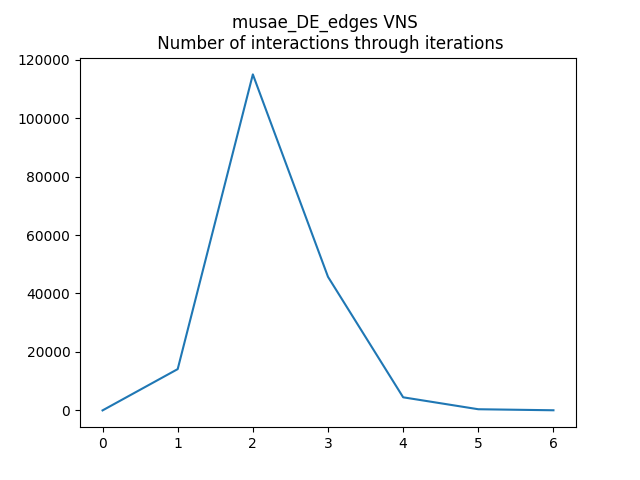 musae_DE_edges VNS
Number of interactions through iterations
120000
100000
80000
60000
40000
20000
0
0 1 2 3 4 5 6